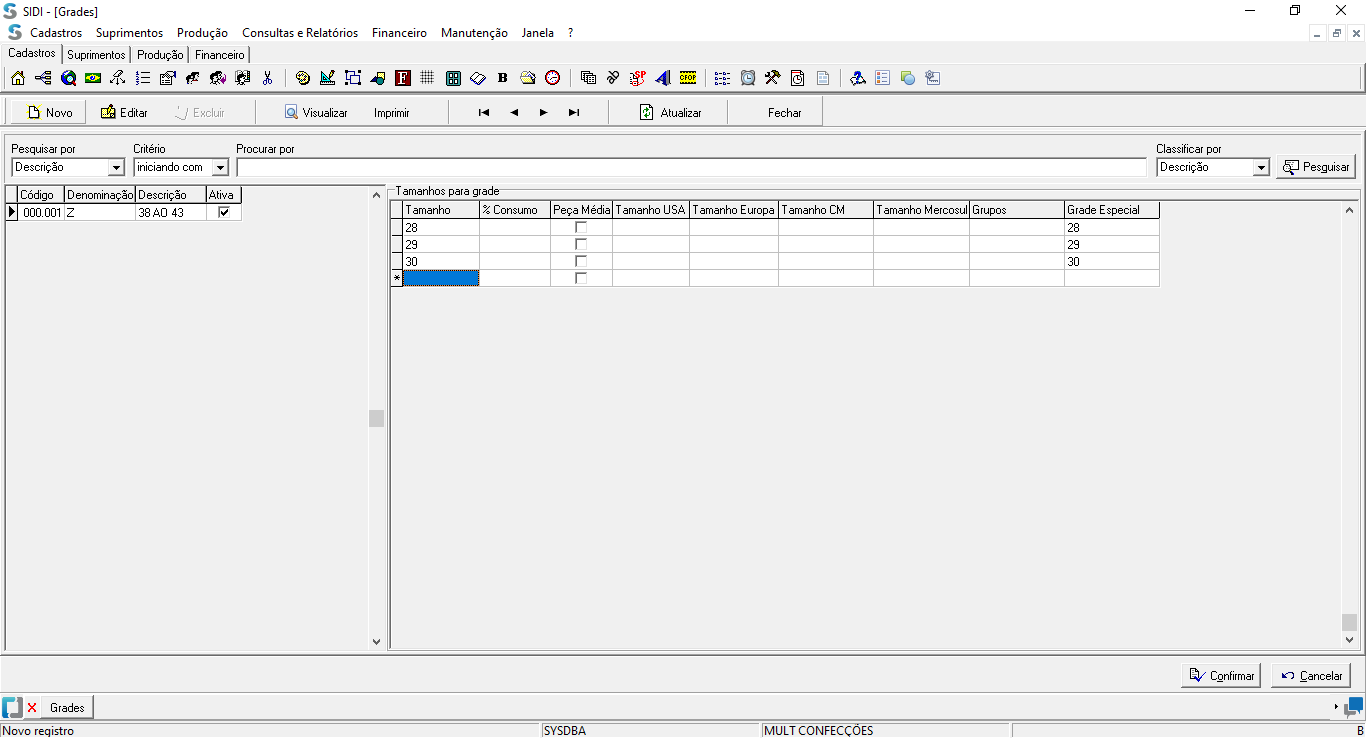 SIDI - [Grades]
Cadastros Suprimentos Produção Consultas e Relatórios Financeiro Manutenção Janela ?
Cadastros Suprimentos Produção Financeiro
F B SP CFOP
Novo Editar Excluir Visualizar Imprimir Atualizar Fechar
Pesquisar por Critério Procurar por Classificar por
Descrição iniciando com Descrição Pesquisar
Tamanhos para grade
Código Denominação Descrição Ativa
000.001 Z 38 AO 43
Tamanho % Consumo Peça Média Tamanho USA Tamanho Europa Tamanho CM Tamanho Mercosul Grupos Grade Especial
28 28
29 29
30 30
*
Confirmar Cancelar
Grades
Novo registro SYSDBA MULT CONFECÇÕES B